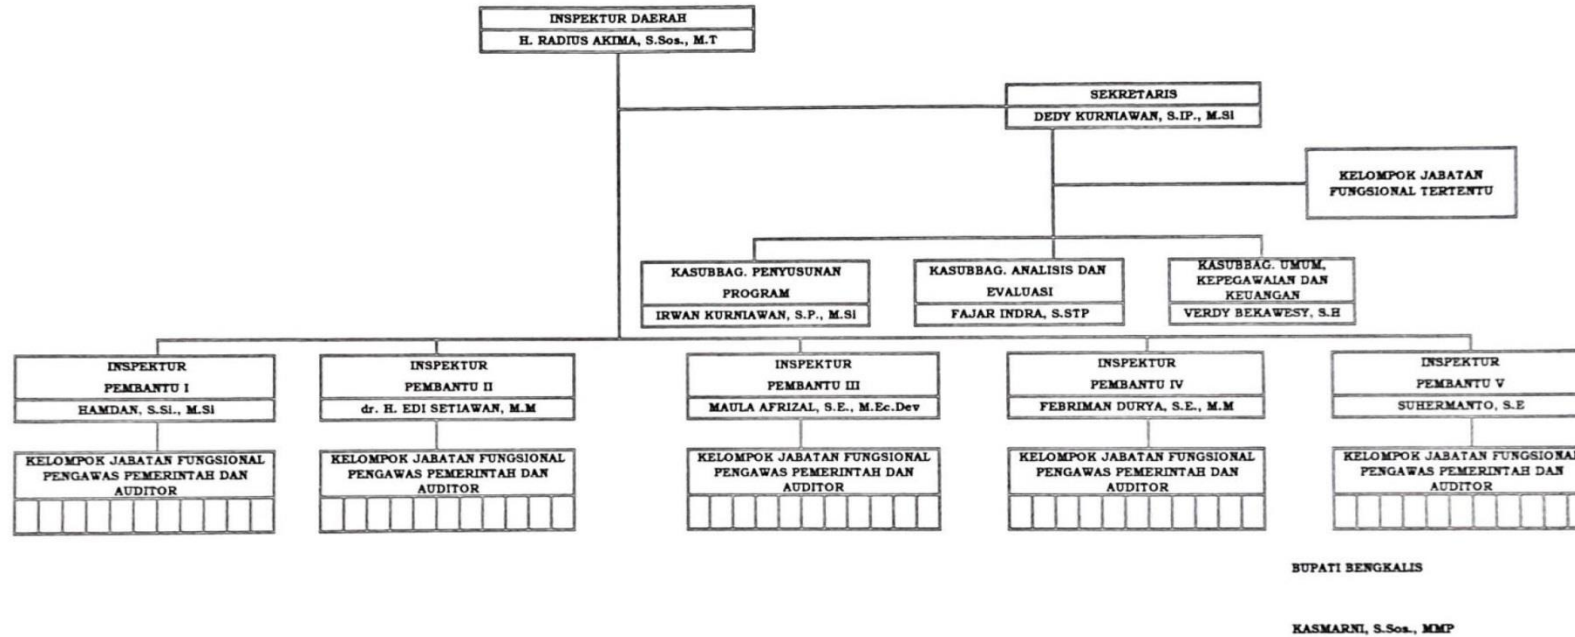 INSPEKTUR DAERAH
H. RADIUS AKIMA, S.Sos., M.T
SEKRETARIS
DEDY KURNIAWAN, S.IP., M.Si
KELOMPOK JABATAN
FUNGSIONAL TERTENTU
KASUBBAG. PENYUSUNAN
PROGRAM
IRWAN KURNIAWAN, S.P., M.Si
KASUBBAG. ANALISIS DAN
EVALUASI
FAJAR INDRA, S.STP
KASUBBAG. UMUM,
KEPEGAWAIAN DAN
KEUANGAN
VERDY BEKAWESY, S.H
INSPEKTUR
PEMBANTU I
HAMDAN, S.Si., M.Si
INSPEKTUR
PEMBANTU II
dr. H. EDI SETIAWAN, M.M
INSPEKTUR
PEMBANTU III
MAULA AFRIZAL, S.E., M.Ec.Dev
INSPEKTUR
PEMBANTU IV
FEBRIMAN DURYA, S.E., M.M
INSPEKTUR
PEMBANTU V
SUHERMANTO, S.E
KELOMPOK JABATAN FUNGSIONAL
PENGAWAS PEMERINTAH DAN
AUDITOR
KELOMPOK JABATAN FUNGSIONAL
PENGAWAS PEMERINTAH DAN
AUDITOR
KELOMPOK JABATAN FUNGSIONAL
PENGAWAS PEMERINTAH DAN
AUDITOR
KELOMPOK JABATAN FUNGSIONAL
PENGAWAS PEMERINTAH DAN
AUDITOR
KELOMPOK JABATAN FUNGSIONAL
PENGAWAS PEMERINTAH DAN
AUDITOR
BUPATI BENGKALIS
KASMARNI, S.Sos., MMP